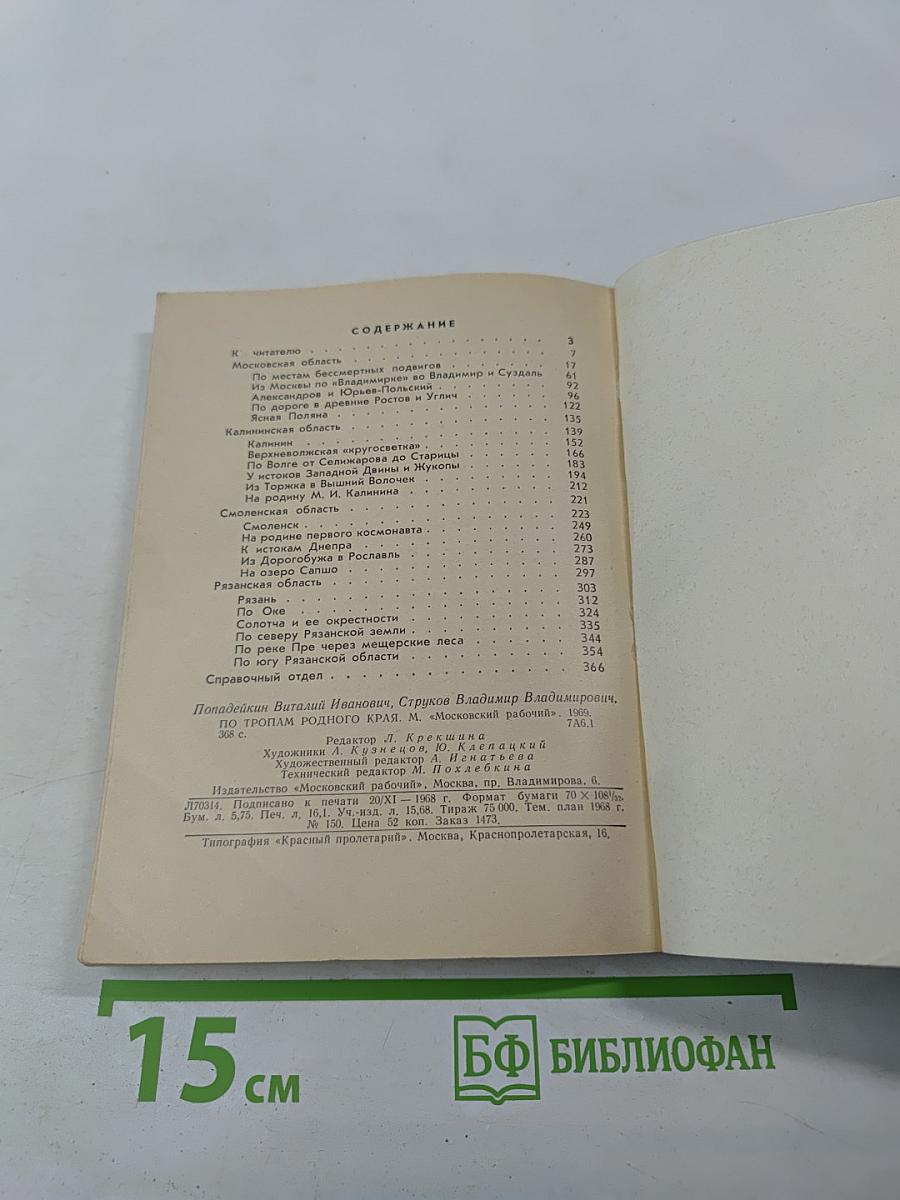 СОДЕРЖАНИЕ
К читателю . . . . . . . . . . . . . . . . 3
Московская область . . . . . . . . . . . . . 7
По местам бессмертных подвигов . . . . . . . 17
Из Москвы по «Владимирке» во Владимир и Суздаль 61
Александров и Юрьев-Польский . . . . . . . 92
По дороге в древние Ростов и Углич . . . . . . 96
Ясная Поляна . . . . . . . . . . . . . . 122
Калининская область . . . . . . . . . . . . 135
Калинин . . . . . . . . . . . . . . . . 139
Верхневолжская «кругосветка» . . . . . . . . 152
По Волге от Селижарова до Старицы . . . . . . 166
У истоков Западной Двины и Жукопы . . . . . . 183
Из Торжка в Вышний Волочек . . . . . . . . 194
На родину М. И. Калинина . . . . . . . . . 212
Смоленская область . . . . . . . . . . . . 221
Смоленск . . . . . . . . . . . . . . . . 223
На родине первого космонавта . . . . . . . . 249
К истокам Днепра . . . . . . . . . . . . 260
Из Дорогобужа в Рославль . . . . . . . . . 273
На озеро Сапшо . . . . . . . . . . . . . 287
Рязанская область . . . . . . . . . . . . . 297
Рязань . . . . . . . . . . . . . . . . 303
По Оке . . . . . . . . . . . . . . . . 312
Солотча и ее окрестности . . . . . . . . . 324
По северу Рязанской земли . . . . . . . . . 335
По реке Пре через мещерские леса . . . . . . 344
По югу Рязанской области . . . . . . . . . 354
Справочный отдел . . . . . . . . . . . . . 366
Попадейкин Виталий Иванович, Струков Владимир Владимирович.
ПО ТРОПАМ РОДНОГО КРАЯ. М. «Московский рабочий». 1969.
368 с. 7А6.1
Редактор Л. Крекшина
Художники А. Кузнецов, Ю. Клепацкий
Художественный редактор А. Игнатьева
Технический редактор М. Похлебкина
Издательство «Московский рабочий», Москва, пр. Владимирова, 6.
Л70314. Подписано к печати 20/XI — 1968 г. Формат бумаги 70 × 108¹/₃₂.
Бум. л. 5,75. Печ. л. 16,1. Уч.-изд. л. 15,68. Тираж 75 000. Тем. план 1968 г.
№ 150. Цена 52 коп. Заказ 1473.
Типография «Красный пролетарий». Москва, Краснопролетарская, 16.
15 см
БФ БИБЛИОФАН